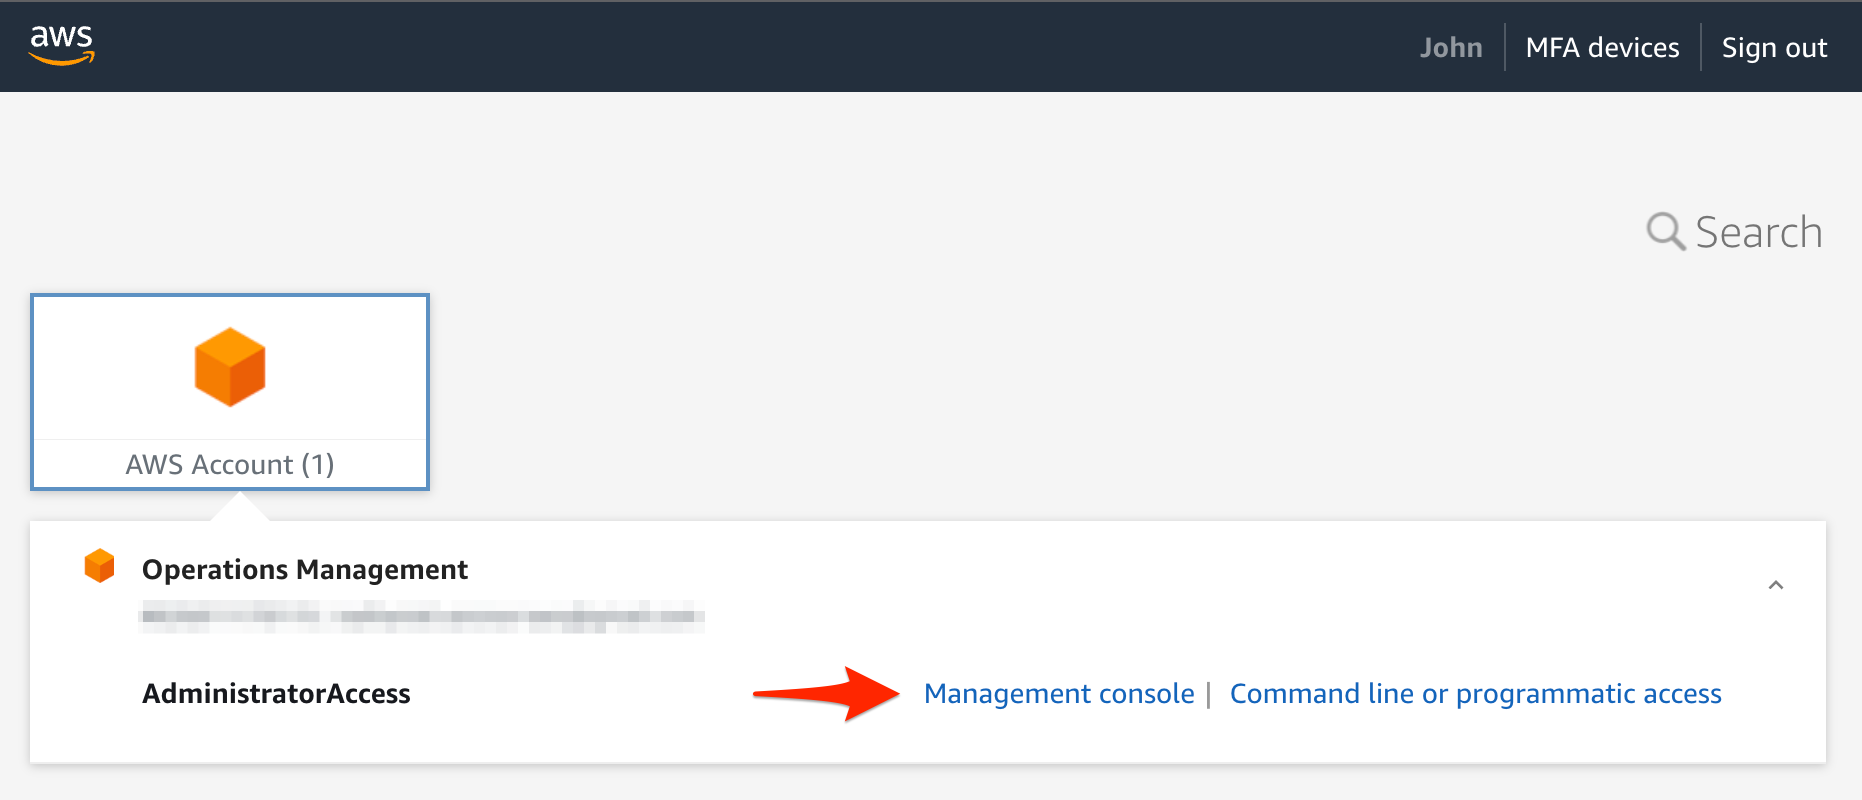 aws
John
MFA devices
Sign out
Search
AWS Account (1)
Operations Management
AdministratorAccess
Management console | Command line or programmatic access